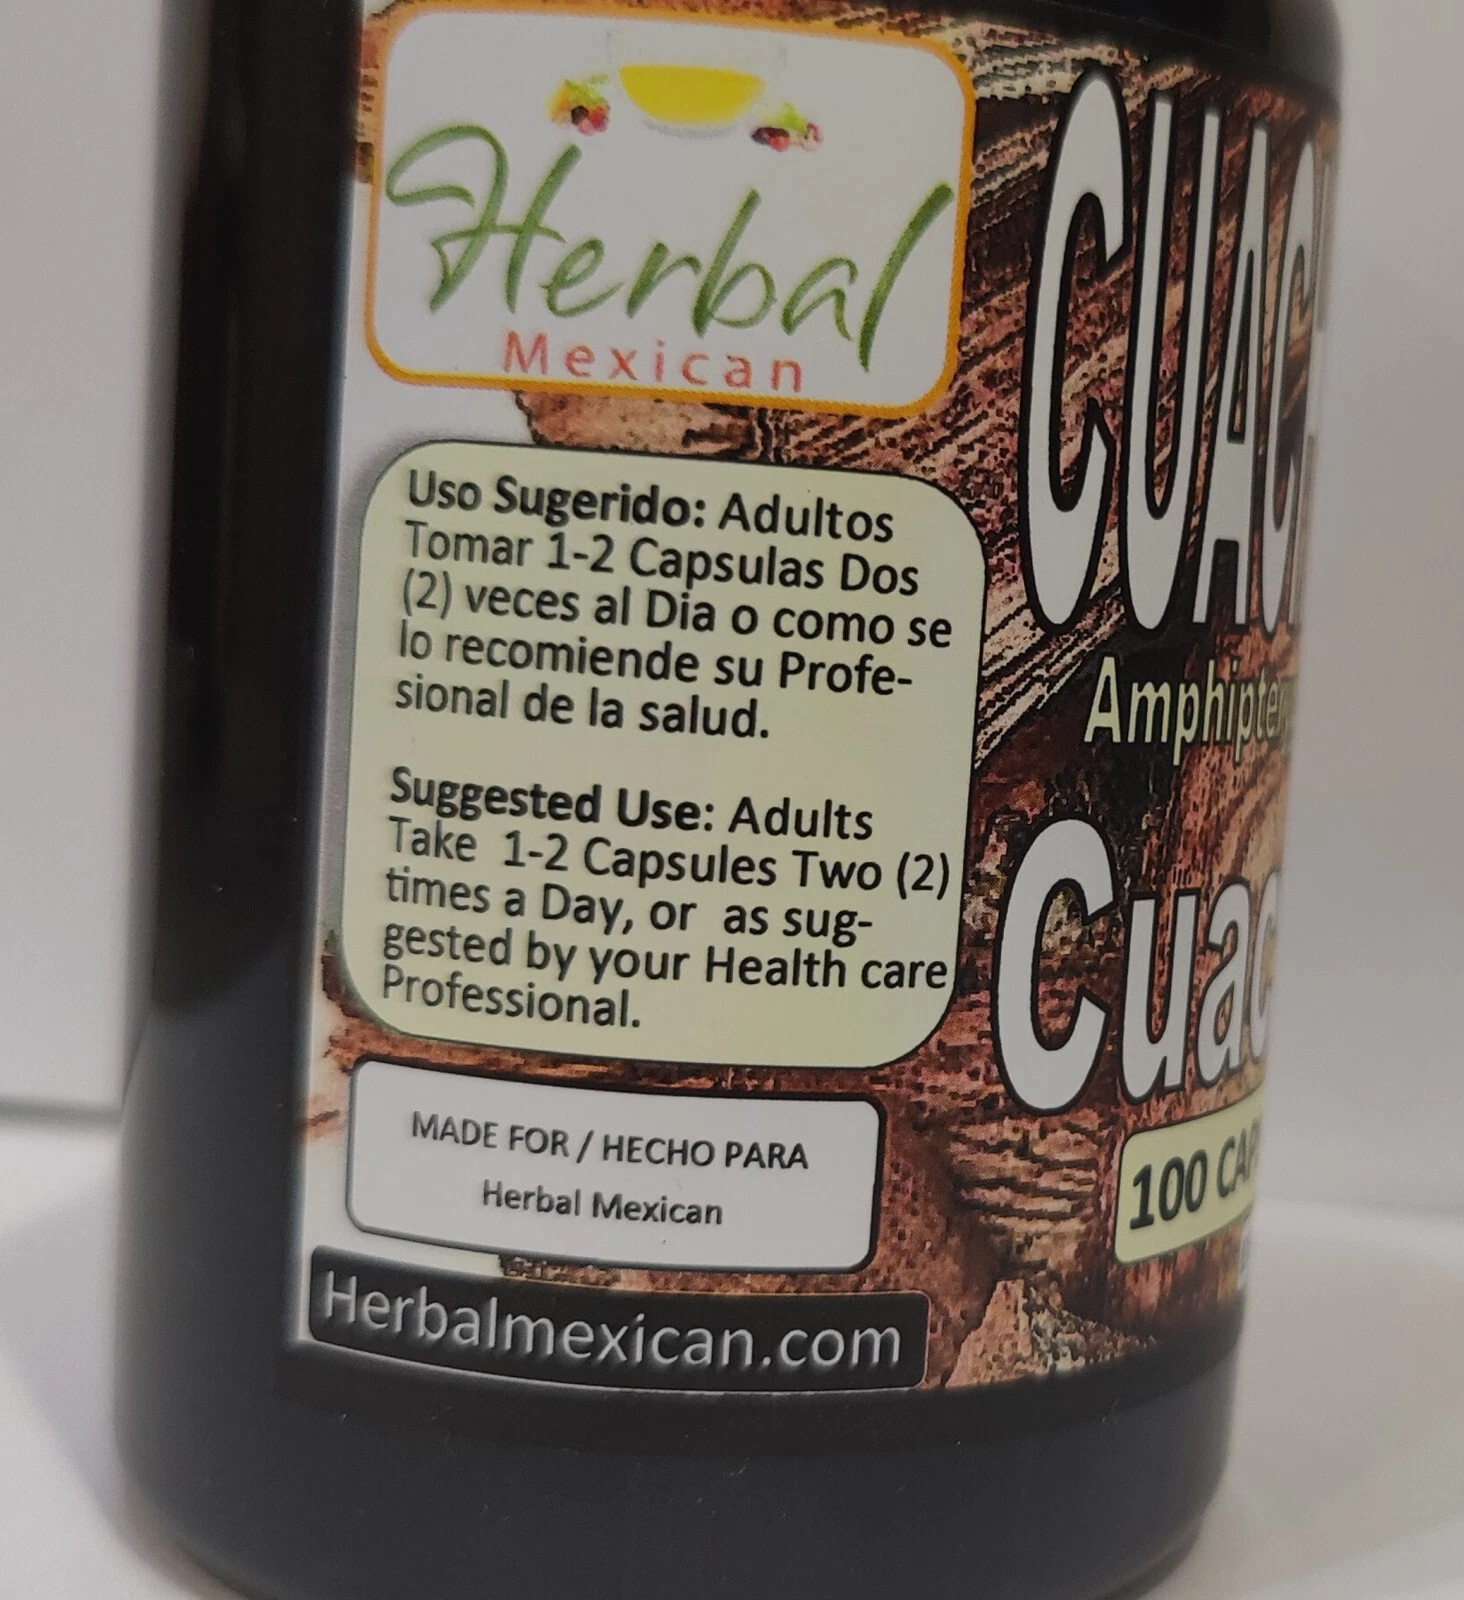 Herbal
Mexican
Uso Sugerido: Adultos
Tomar 1-2 Capsulas Dos
(2) veces al Dia o como se
lo recomiende su Profe-
sional de la salud.
Suggested Use: Adults
Take 1-2 Capsules Two (2)
times a Day, or as sug-
gested by your Health care
Professional.
MADE FOR / HECHO PARA
Herbal Mexican
Herbalmexican.com
100